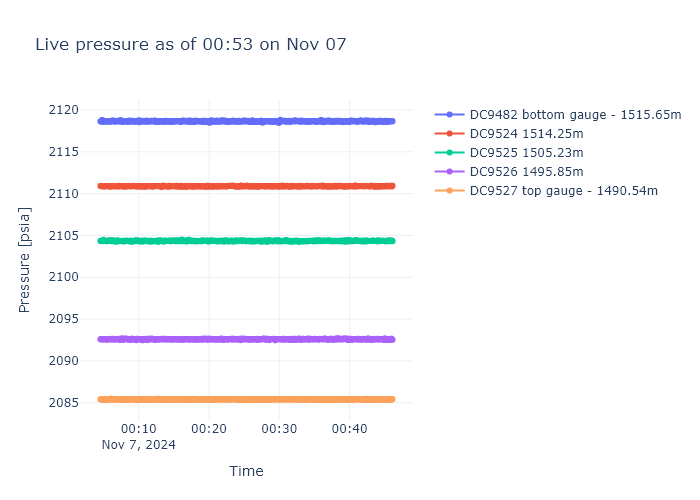 Live pressure as of 00:53 on Nov 07
2120
2115
2110
2105
2100
2095
2090
2085
Pressure [psia]
00:10
00:20
00:30
00:40
Nov 7, 2024
Time
DC9482 bottom gauge - 1515.65m
DC9524 1514.25m
DC9525 1505.23m
DC9526 1495.85m
DC9527 top gauge - 1490.54m